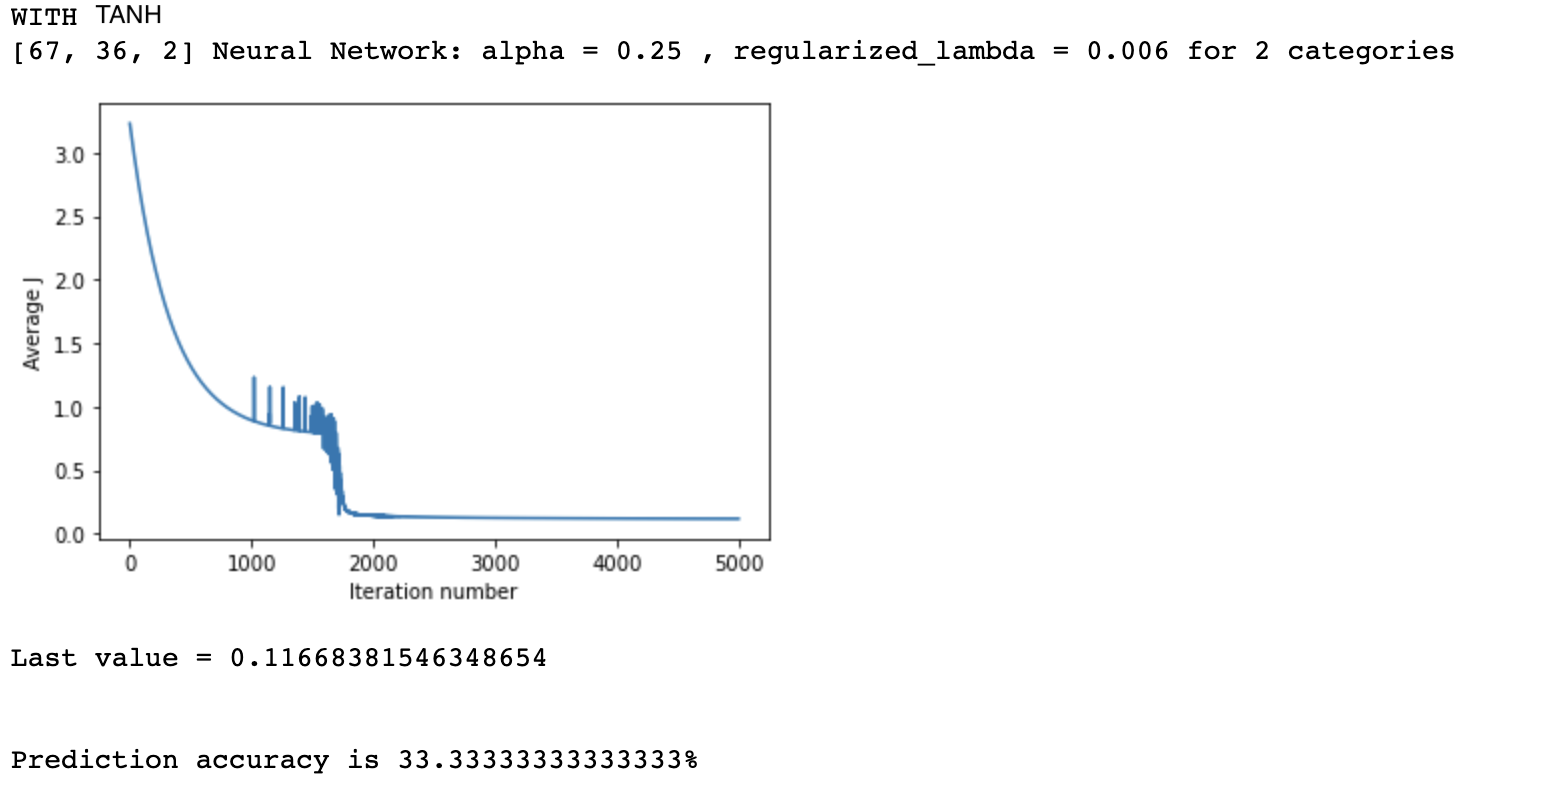 WITH TANH
[67, 36, 2] Neural Network: alpha = 0.25 , regularized_lambda = 0.006 for 2 categories
3.0
2.5
2.0
1.5
1.0
0.5
0.0
Average J
0 1000 2000 3000 4000 5000
Iteration number
Last value = 0.11668381546348654
Prediction accuracy is 33.33333333333333%